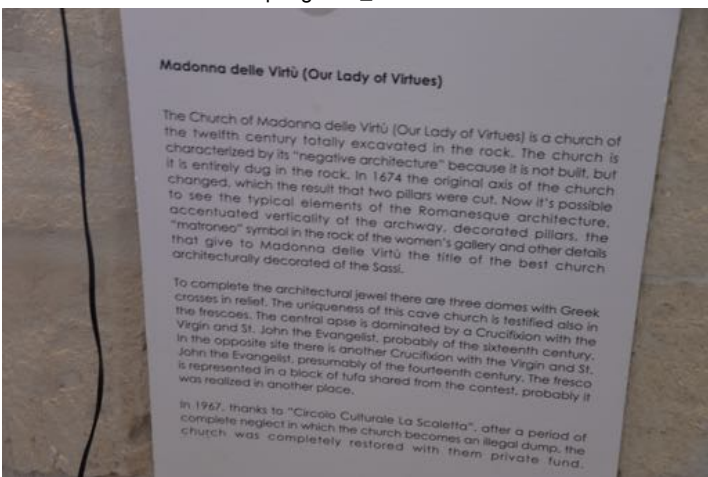 Madonna delle Virtù (Our Lady of Virtues)
The Church of Madonna delle Virtù (Our Lady of Virtues) is a church of
the twelfth century totally excavated in the rock. The church is
characterized by its "negative architecture" because it is not built, but
it is entirely dug in the rock. In 1674 the original axis of the church
changed, which the result that two pillars were cut. Now it's possible
to see the typical elements of the Romanesque architecture,
accentuated verticality of the archway, decorated pillars, the
"matroneo" symbol in the rock of the women's gallery and other details
that give to Madonna delle Virtù the title of the best church
architecturally decorated of the Sassi.
To complete the architectural jewel there are three domes with Greek
crosses in relief. The uniqueness of this cave church is testified also in
the frescoes. The central apse is dominated by a Crucifixion with the
Virgin and St. John the Evangelist, probably of the sixteenth century.
In the opposite site there is another Crucifixion with the Virgin and St.
John the Evangelist, presumably of the fourteenth century. The fresco
is represented in a block of tufa shared from the contest, probably it
was realized in another place.
In 1967, thanks to "Circolo Culturale La Scaletta", after a period of
complete neglect in which the church becomes an illegal dump, the
church was completely restored with them private fund.